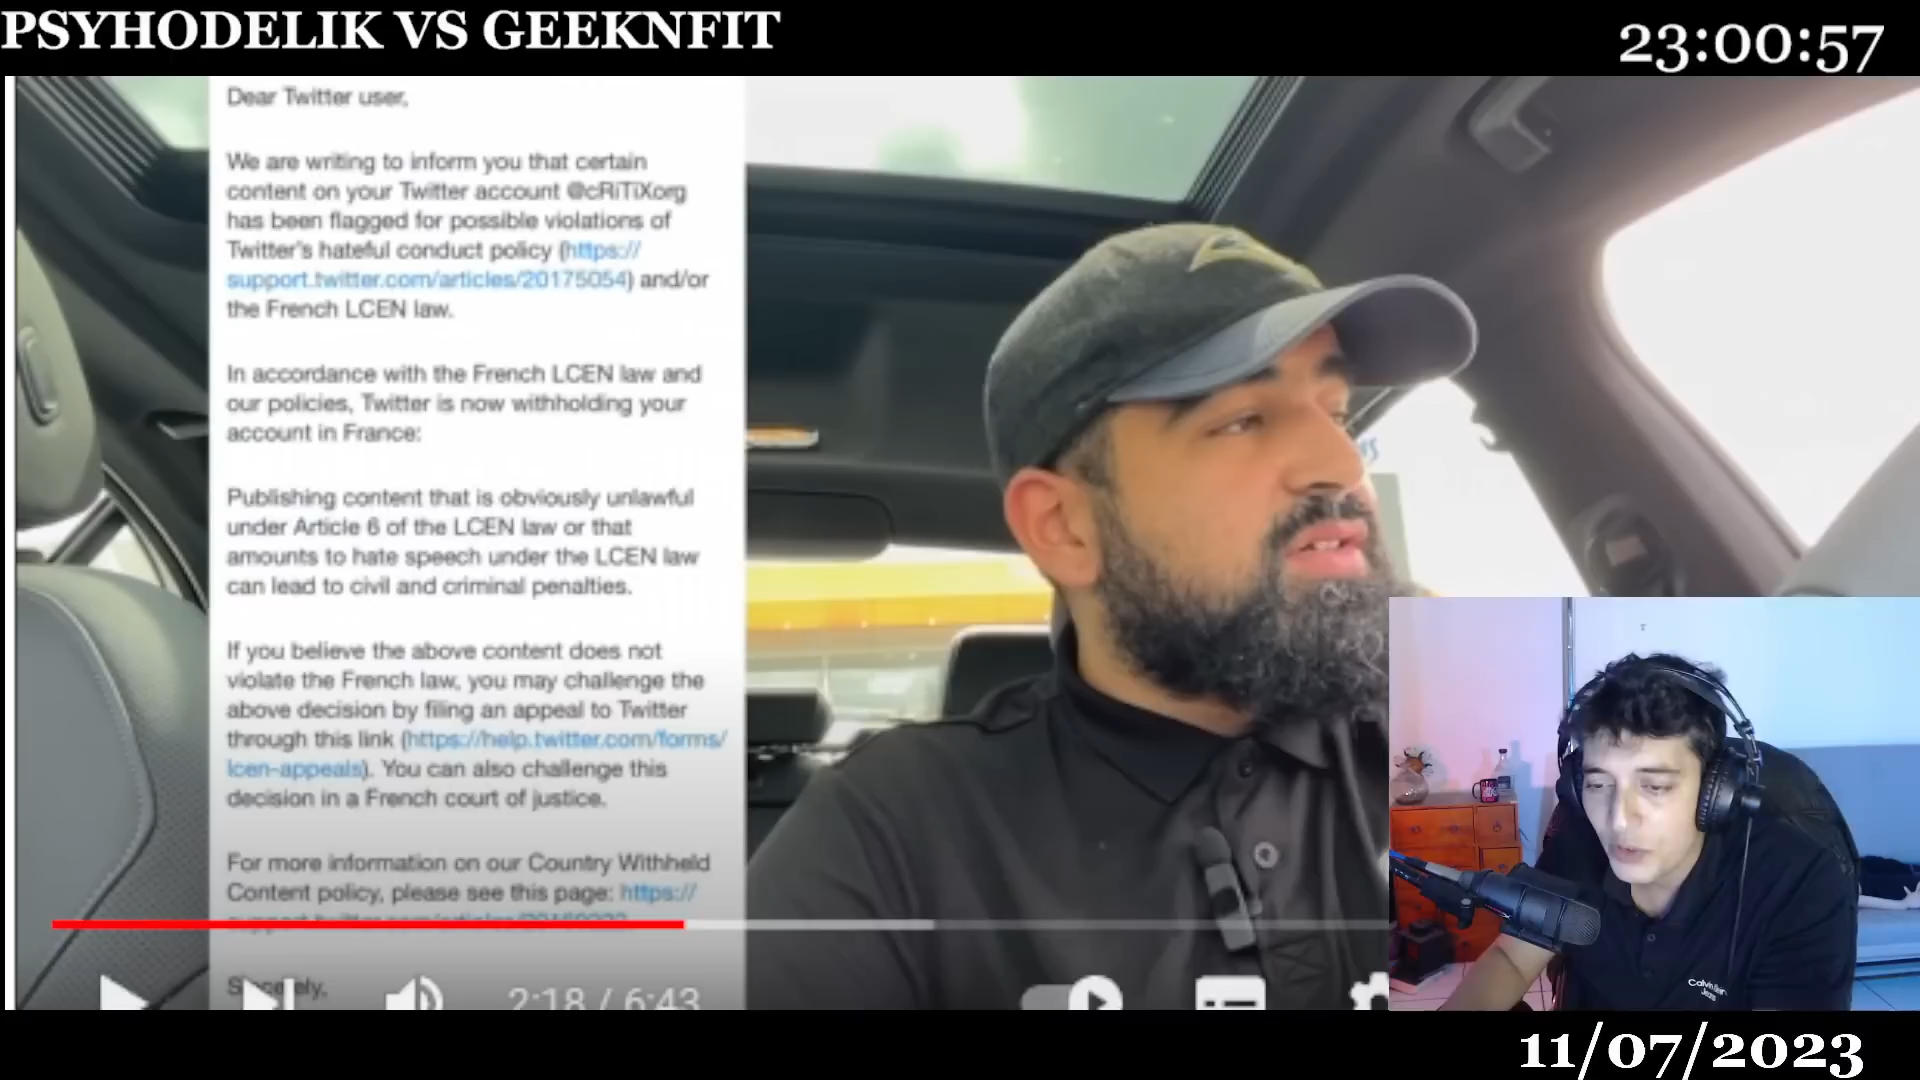 PSYHODELIK VS GEEKNFIT
23:00:57
Dear Twitter user,
We are writing to inform you that certain
content on your Twitter account @cRiTiXorg
has been flagged for possible violations of
Twitter's hateful conduct policy (https://
support.twitter.com/articles/20175054) and/or
the French LCEN law.
In accordance with the French LCEN law and
our policies, Twitter is now withholding your
account in France:
Publishing content that is obviously unlawful
under Article 6 of the LCEN law or that
amounts to hate speech under the LCEN law
can lead to civil and criminal penalties.
If you believe the above content does not
violate the French law, you may challenge the
above decision by filing an appeal to Twitter
through this link (https://help.twitter.com/forms/
lcen-appeals). You can also challenge this
decision in a French court of justice.
For more information on our Country Withheld
Content policy, please see this page: https://
Sincerely,
2:18 / 6:43
Calvin Klein
Jeans
11/07/2023